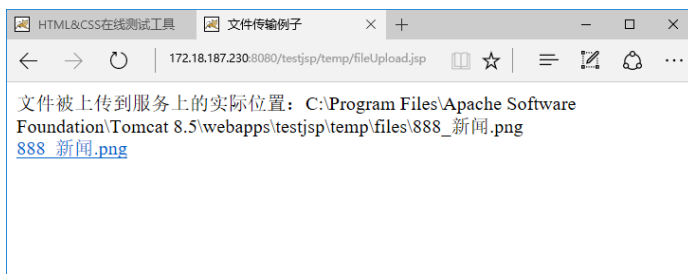 HTML&CSS在线测试工具
文件传输例子
172.18.187.230:8080/testjsp/temp/fileUpload.jsp
文件被上传到服务上的实际位置：C:\Program Files\Apache Software
Foundation\Tomcat 8.5\webapps\testjsp\temp\files\888_新闻.png
888_新闻.png